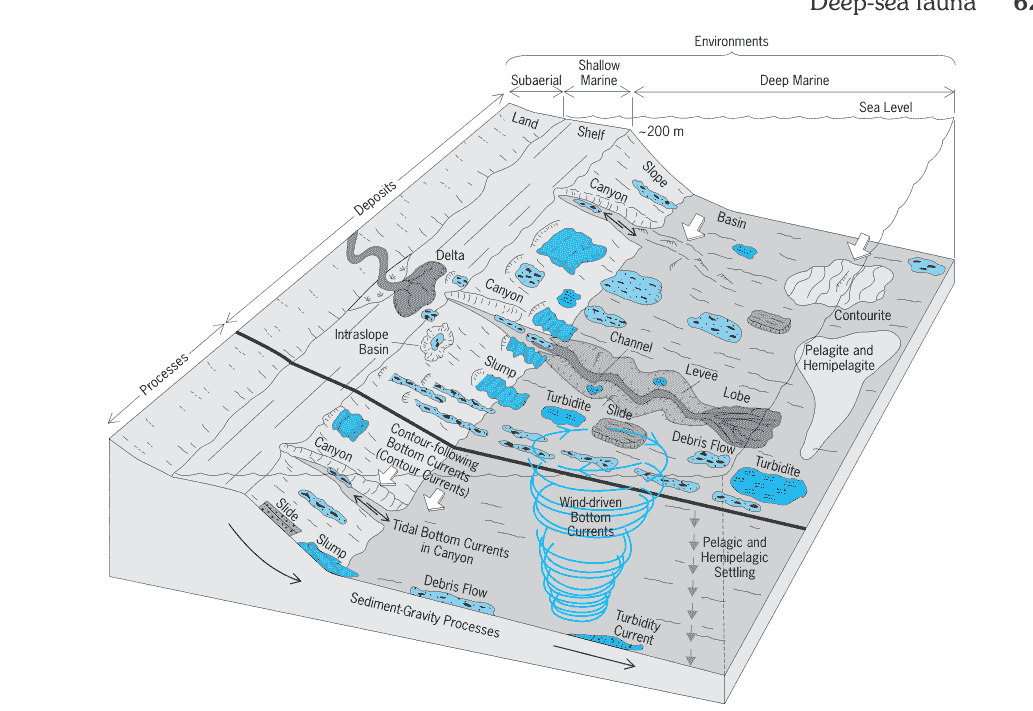 Deep-sea fauna
Environments
Subaerial
Shallow
Marine
Deep Marine
Sea Level
Land
Shelf
~200 m
Slope
Canyon
Basin
Deposits
Delta
Canyon
Contourite
Intraslope
Basin
Channel
Pelagite and
Hemipelagite
Processes
Levee
Slump
Lobe
Turbidite
Slide
Debris Flow
Turbidite
Contour-following
Bottom Currents
(Contour Currents)
Canyon
Wind-driven
Bottom
Currents
Slide
Tidal Bottom Currents
in Canyon
Pelagic and
Hemipelagic
Settling
Slump
Debris Flow
Sediment-Gravity Processes
Turbidity
Current